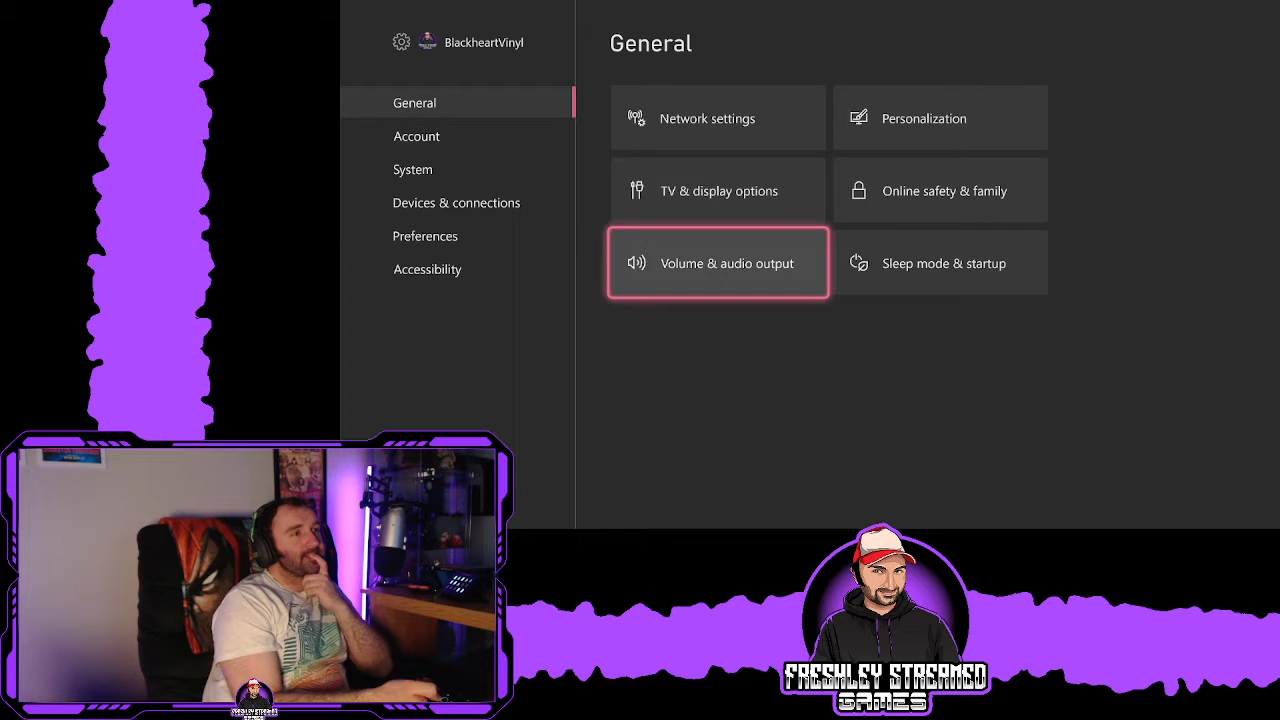 BlackheartVinyl
General
Account
System
Devices & connections
Preferences
Accessibility
General
Network settings
Personalization
TV & display options
Online safety & family
Volume & audio output
Sleep mode & startup
FRESHLEY STREAMED
GAMES